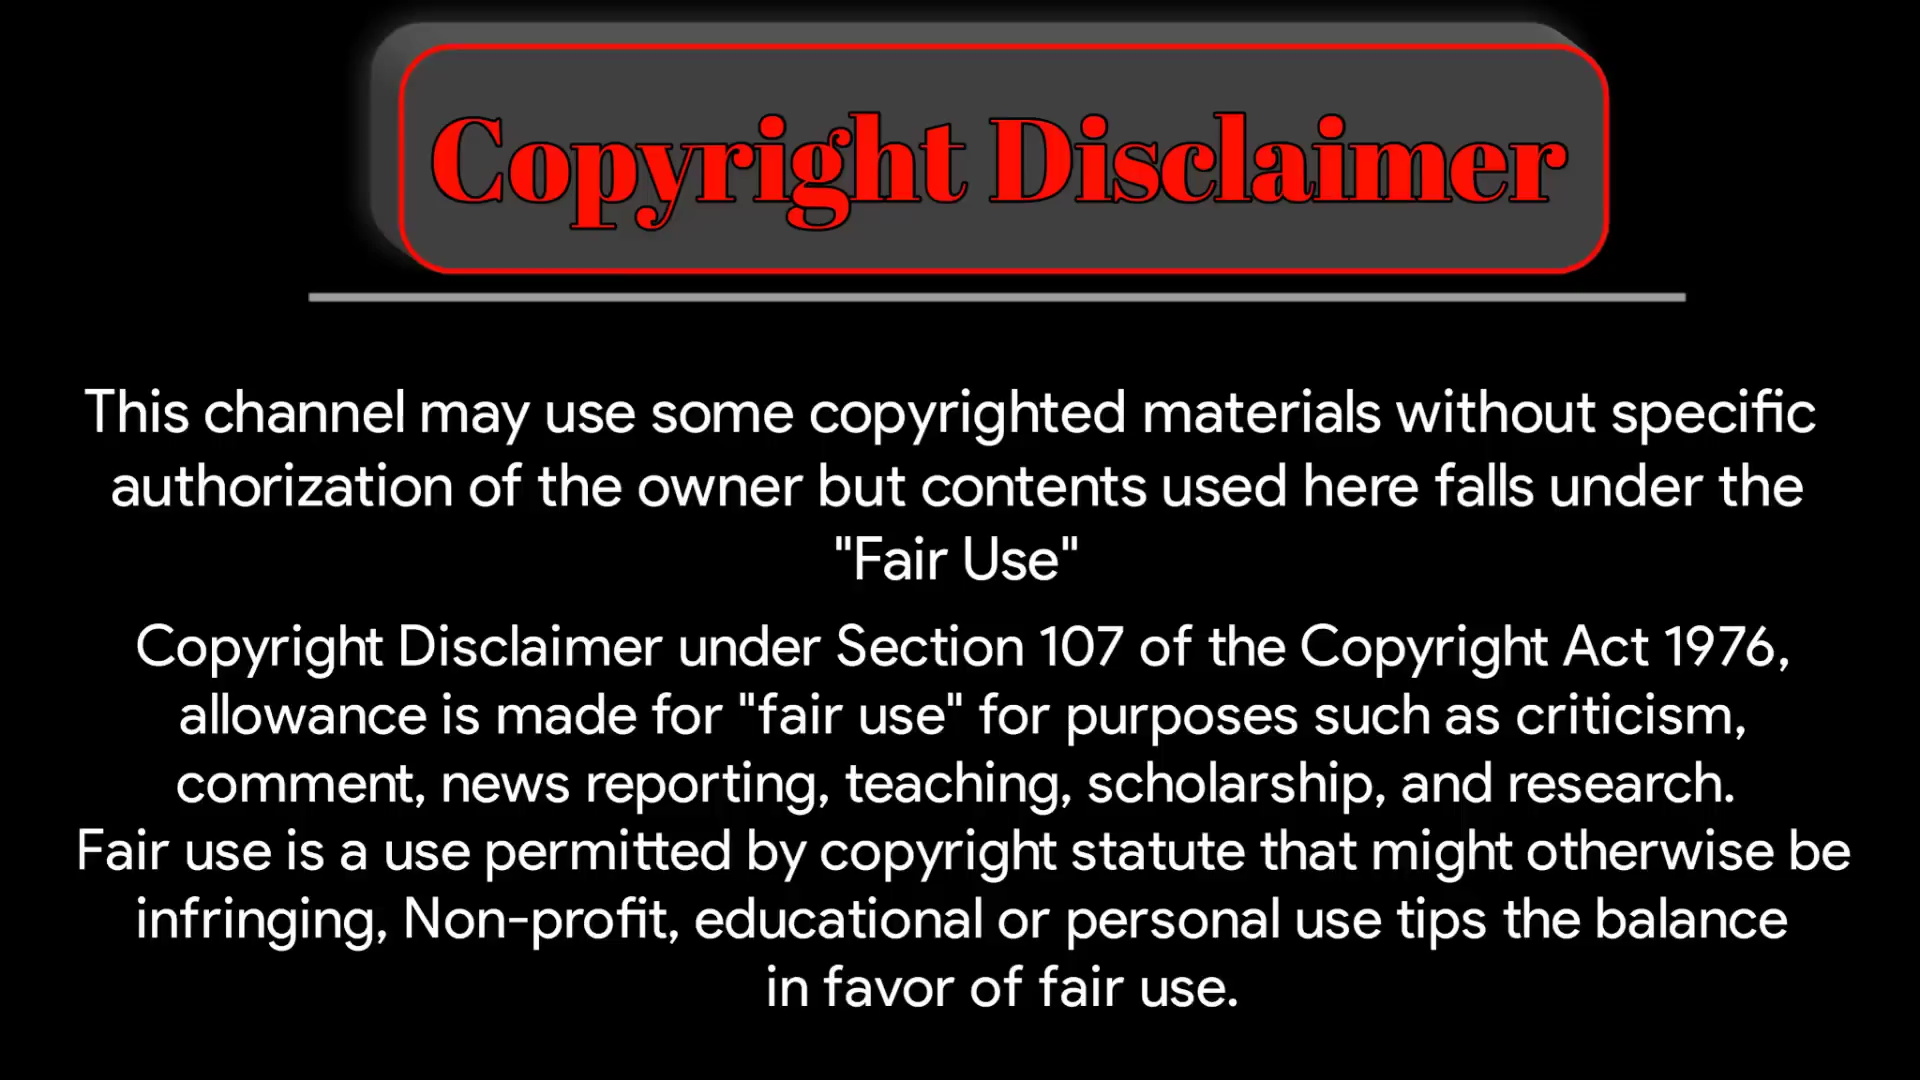 Copyright Disclaimer
This channel may use some copyrighted materials without specific
authorization of the owner but contents used here falls under the
"Fair Use"
Copyright Disclaimer under Section 107 of the Copyright Act 1976,
allowance is made for "fair use" for purposes such as criticism,
comment, news reporting, teaching, scholarship, and research.
Fair use is a use permitted by copyright statute that might otherwise be
infringing, Non-profit, educational or personal use tips the balance
in favor of fair use.